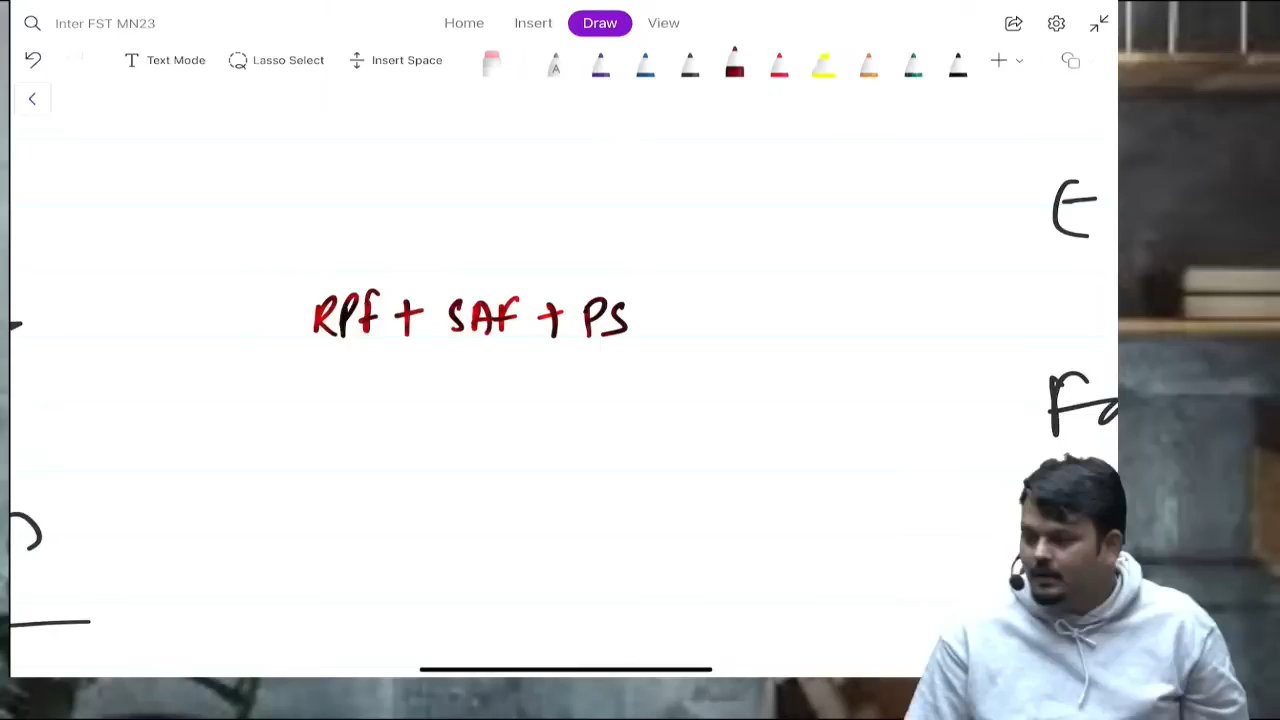 Inter FST MN23
Home Insert Draw View
Text Mode Lasso Select Insert Space
E
RPf + SAf + PS